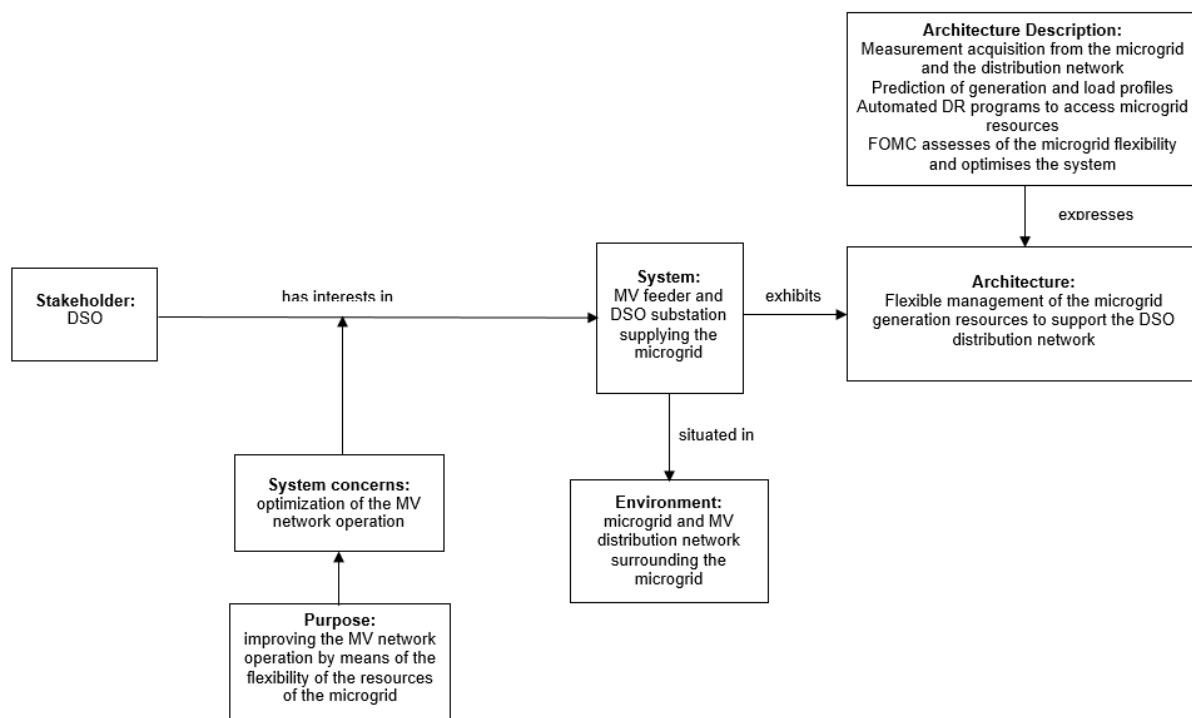 Architecture Description:
Measurement acquisition from the microgrid
and the distribution network
Prediction of generation and load profiles
Automated DR programs to access microgrid
resources
FOMC assesses of the microgrid flexibility
and optimises the system
expresses
Stakeholder:
DSO
has interests in
System:
MV feeder and
DSO substation
supplying the
microgrid
exhibits
Architecture:
Flexible management of the microgrid
generation resources to support the DSO
distribution network
situated in
System concerns:
optimization of the MV
network operation
Environment:
microgrid and MV
distribution network
surrounding the
microgrid
Purpose:
improving the MV network
operation by means of the
flexibility of the resources
of the microgrid